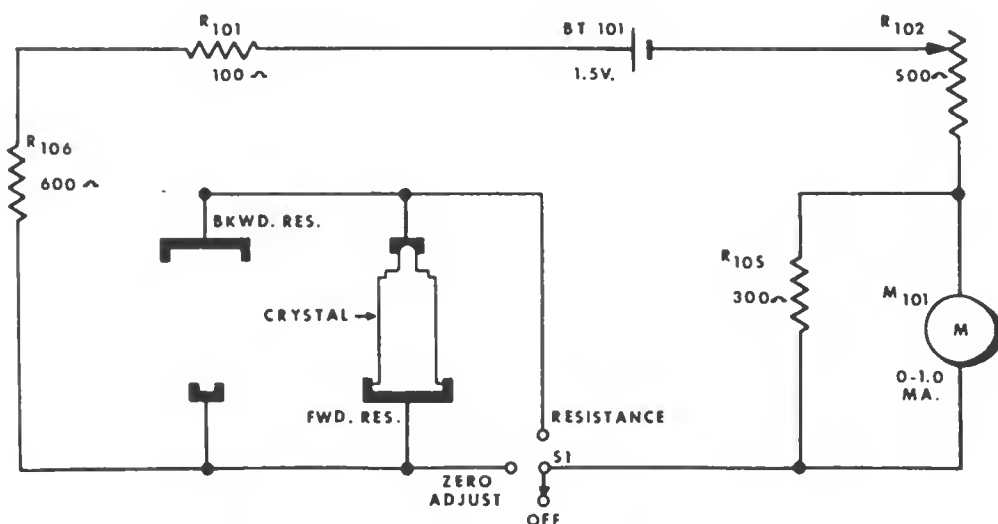 R101
100~
BT 101
1.5V.
R102
500~
R106
600~
BKWD. RES.
CRYSTAL
FWD. RES.
R105
300~
M101
M
0-1.0
MA.
RESISTANCE
S1
ZERO
ADJUST
OFF